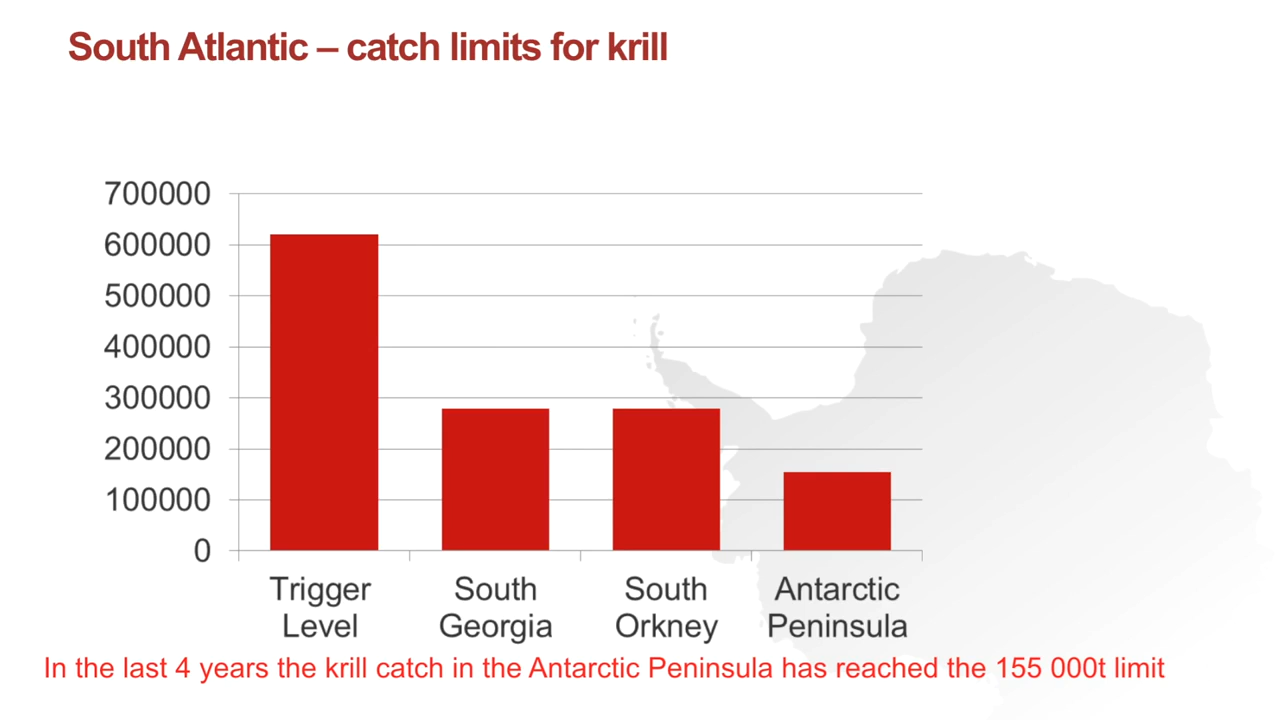 South Atlantic – catch limits for krill
700000
600000
500000
400000
300000
200000
100000
0
Trigger Level
South Georgia
South Orkney
Antarctic Peninsula
In the last 4 years the krill catch in the Antarctic Peninsula has reached the 155 000t limit